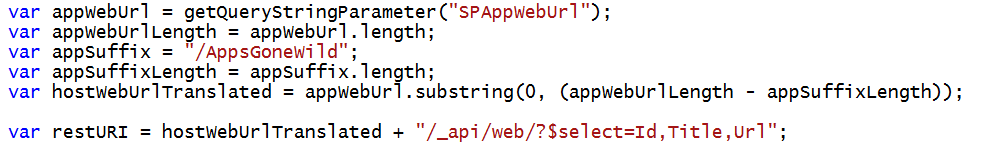 var appWebUrl = getQueryStringParameter("SPAppWebUrl");
var appWebUrlLength = appWebUrl.length;
var appSuffix = "/AppsGoneWild";
var appSuffixLength = appSuffix.length;
var hostWebUrlTranslated = appWebUrl.substring(0, (appWebUrlLength - appSuffixLength));
var restURI = hostWebUrlTranslated + "/_api/web/?$select=Id,Title,Url";